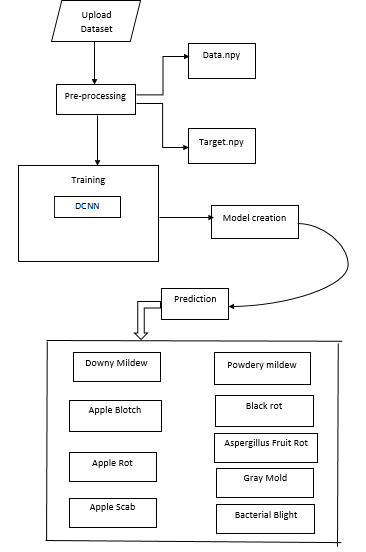 Upload
Dataset
Data.npy
Pre-processing
Target.npy
Training
DCNN
Model creation
Prediction
Downy Mildew
Powdery mildew
Apple Blotch
Black rot
Aspergillus Fruit Rot
Apple Rot
Gray Mold
Apple Scab
Bacterial Blight